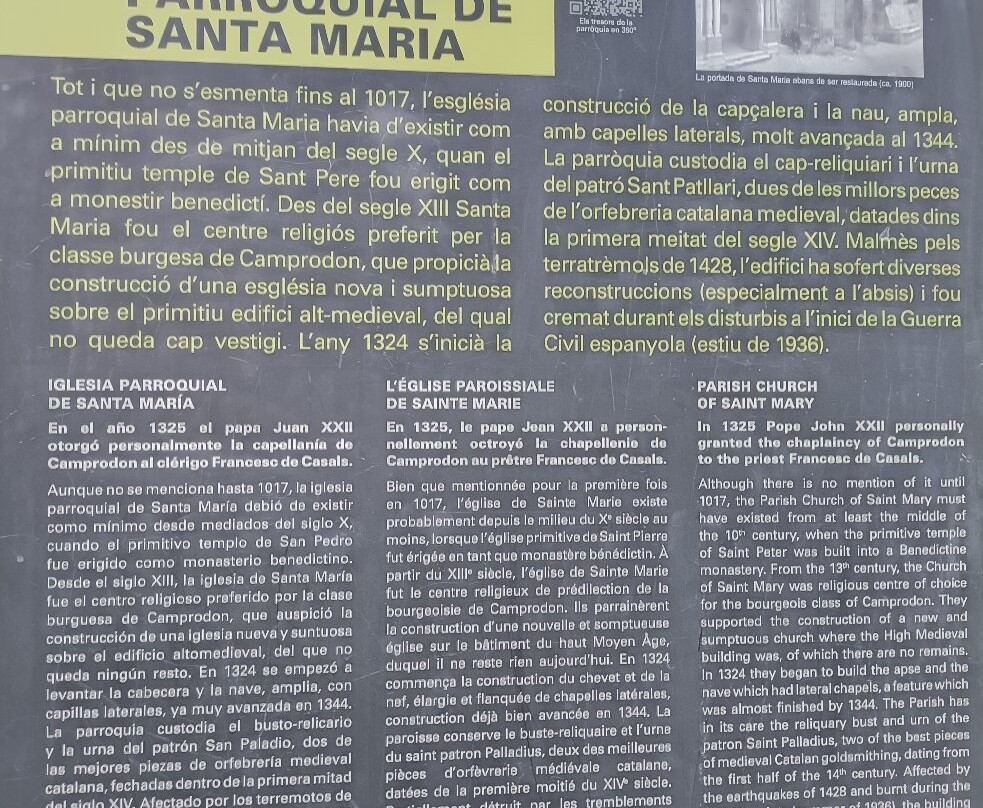 PARROQUIAL DE
SANTA MARIA
Els tresors de la
parròquia en 360º
La portada de Santa Maria abans de ser restaurada (ca. 1900)
Tot i que no s'esmenta fins al 1017, l'església
parroquial de Santa Maria havia d'existir com
a mínim des de mitjan del segle X, quan el
primitiu temple de Sant Pere fou erigit com
a monestir benedictí. Des del segle XIII Santa
Maria fou el centre religiós preferit per la
classe burgesa de Camprodon, que propicià la
construcció d'una església nova i sumptuosa
sobre el primitiu edifici alt-medieval, del qual
no queda cap vestigi. L'any 1324 s'inicià la
construcció de la capçalera i la nau, ampla,
amb capelles laterals, molt avançada al 1344.
La parròquia custodia el cap-reliquiari i l'urna
del patró Sant Patllari, dues de les millors peces
de l'orfebreria catalana medieval, datades dins
la primera meitat del segle XIV. Malmès pels
terratrèmols de 1428, l'edifici ha sofert diverses
reconstruccions (especialment a l'absis) i fou
cremat durant els disturbis a l'inici de la Guerra
Civil espanyola (estiu de 1936).
IGLESIA PARROQUIAL
DE SANTA MARÍA
En el año 1325 el papa Juan XXII
otorgó personalmente la capellanía de
Camprodon al clérigo Francesc de Casals.
Aunque no se menciona hasta 1017, la iglesia
parroquial de Santa María debió de existir
como mínimo desde mediados del siglo X,
cuando el primitivo templo de San Pedro
fue erigido como monasterio benedictino.
Desde el siglo XIII, la iglesia de Santa María
fue el centro religioso preferido por la clase
burguesa de Camprodon, que auspició la
construcción de una iglesia nueva y suntuosa
sobre el edificio altomedieval, del que no
queda ningún resto. En 1324 se empezó a
levantar la cabecera y la nave, amplia, con
capillas laterales, ya muy avanzada en 1344.
La parroquia custodia el busto-relicario
y la urna del patrón San Paladio, dos de
las mejores piezas de orfebrería medieval
catalana, fechadas dentro de la primera mitad
del siglo XIV. Afectado por los terremotos de
L'ÉGLISE PAROISSIALE
DE SAINTE MARIE
En 1325, le pape Jean XXII a person-
nellement octroyé la chapellenie de
Camprodon au prêtre Francesc de Casals.
Bien que mentionnée pour la première fois
en 1017, l'église de Sainte Marie existe
probablement depuis le milieu du Xe siècle au
moins, lorsque l'église primitive de Saint Pierre
fut érigée en tant que monastère bénédictin. À
partir du XIIIe siècle, l'église de Sainte Marie
fut le centre religieux de prédilection de la
bourgeoisie de Camprodon. Ils parrainèrent
la construction d'une nouvelle et somptueuse
église sur le bâtiment du haut Moyen Âge,
duquel il ne reste rien aujourd'hui. En 1324
commença la construction du chevet et de la
nef, élargie et flanquée de chapelles latérales,
construction déjà bien avancée en 1344. La
paroisse conserve le buste-reliquaire et l'urne
du saint patron Palladius, deux des meilleures
pièces d'orfèvrerie médiévale catalane,
datées de la première moitié du XIVe siècle.
détruit par les tremblements
PARISH CHURCH
OF SAINT MARY
In 1325 Pope John XXII personally
granted the chaplaincy of Camprodon
to the priest Francesc de Casals.
Although there is no mention of it until
1017, the Parish Church of Saint Mary must
have existed from at least the middle of
the 10th century, when the primitive temple
of Saint Peter was built into a Benedictine
monastery. From the 13th century, the Church
of Saint Mary was religious centre of choice
for the bourgeois class of Camprodon. They
supported the construction of a new and
sumptuous church where the High Medieval
building was, of which there are no remains.
In 1324 they began to build the apse and the
nave which had lateral chapels, a feature which
was almost finished by 1344. The Parish has
in its care the reliquary bust and urn of the
patron Saint Palladius, two of the best pieces
of medieval Catalan goldsmithing, dating from
the first half of the 14th century. Affected by
the earthquakes of 1428 and burnt during the
of 1936) building